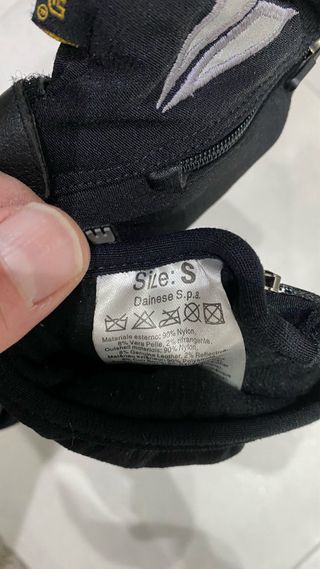 Size: S
Dainese S.p.a.
Materiale esterno: 90% Nylon,
8% Vera Pelle, 2% rifrangente.
Outshell material: 90% Nylon,
8% Genuine Leather, 2% Reflective.